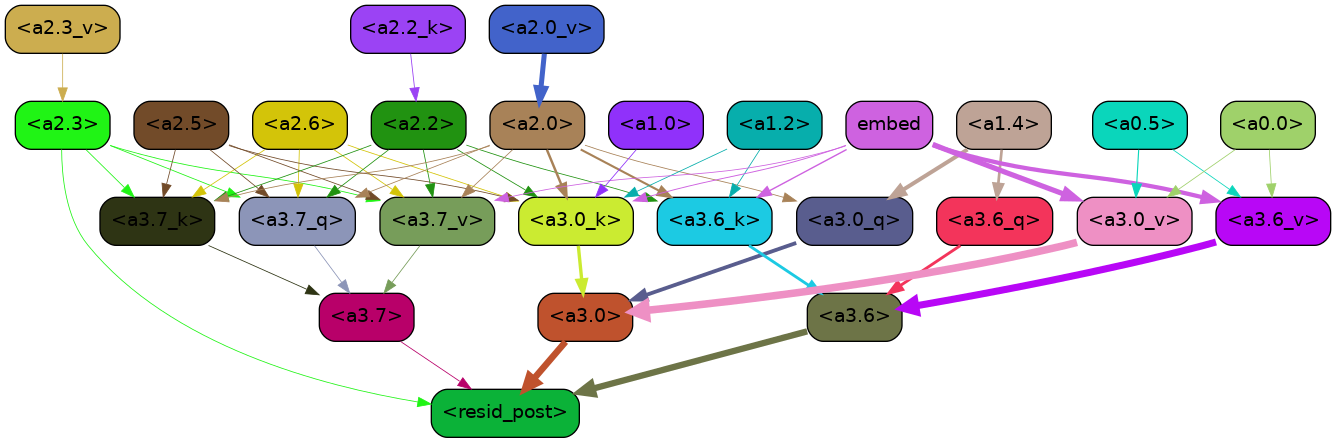 <a2.3_v> <a2.2_k> <a2.0_v>
<a2.3> <a2.5> <a2.6> <a2.2> <a2.0> <a1.0> <a1.2> embed <a1.4> <a0.5> <a0.0>
<a3.7_k> <a3.7_q> <a3.7_v> <a3.0_k> <a3.6_k> <a3.0_q> <a3.6_q> <a3.0_v> <a3.6_v>
<a3.7> <a3.0> <a3.6>
<resid_post>